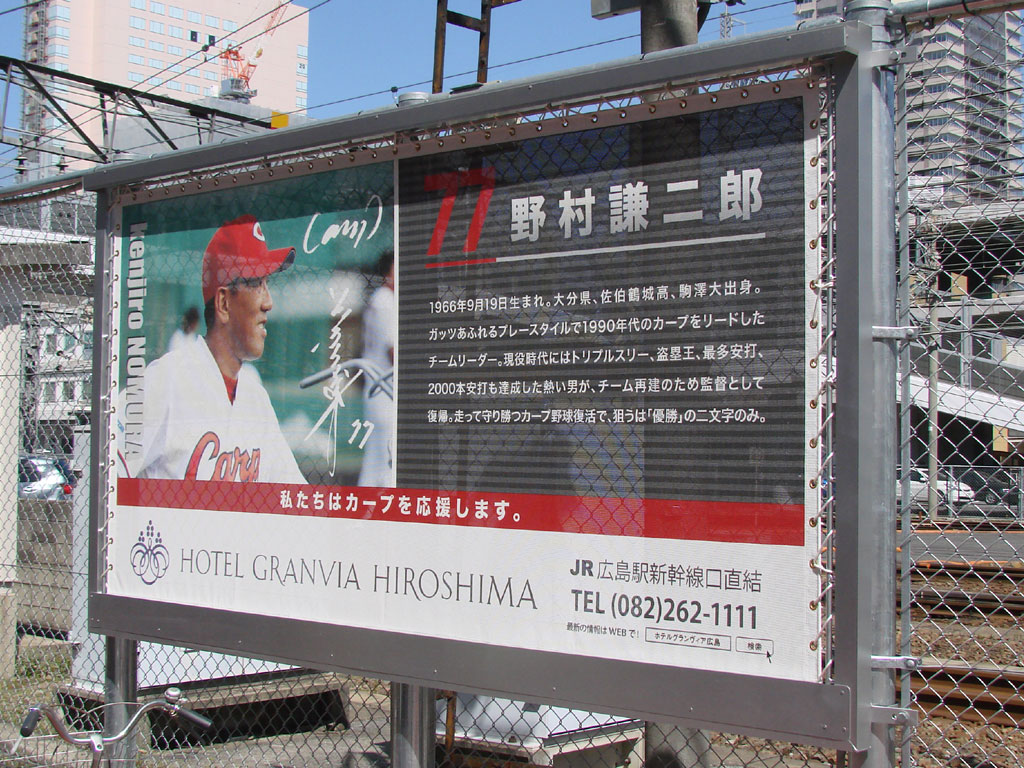 Kenjiro NOMURA
Carp
77
Carp
77 野村謙二郎
1966年9月19日生まれ。大分県、佐伯鶴城高、駒澤大出身。
ガッツあふれるプレースタイルで1990年代のカープをリードした
チームリーダー。現役時代にはトリプルスリー、盗塁王、最多安打、
2000本安打も達成した熱い男が、チーム再建のため監督として
復帰。走って守り勝つカープ野球復活で、狙うは「優勝」の二文字のみ。
私たちはカープを応援します。
HOTEL GRANVIA HIROSHIMA
JR広島駅新幹線口直結
TEL (082)262-1111
最新の情報は WEB で! ホテルグランヴィア広島 検索